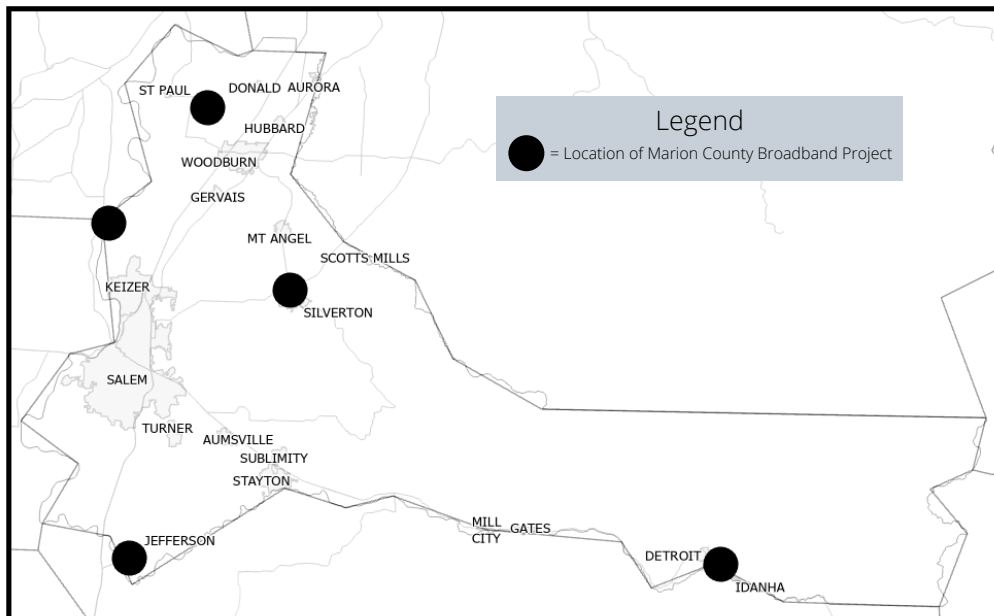 ST PAUL
DONALD
AURORA
HUBBARD
WOODBURN
GERVAIS
MT ANGEL
SCOTTS MILLS
KEIZER
SILVERTON
SALEM
TURNER
AUMSVILLE
SUBLIMITY
STAYTON
JEFFERSON
MILL
CITY
GATES
DETROIT
IDANHA
Legend
= Location of Marion County Broadband Project